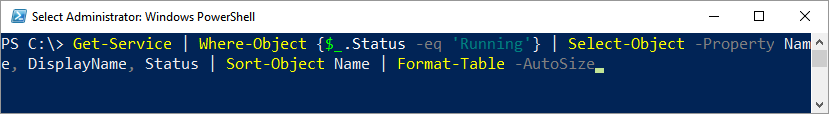 Select Administrator: Windows PowerShell
PS C:\> Get-Service | Where-Object {$_.Status -eq 'Running'} | Select-Object -Property Nam
e, DisplayName, Status | Sort-Object Name | Format-Table -AutoSize